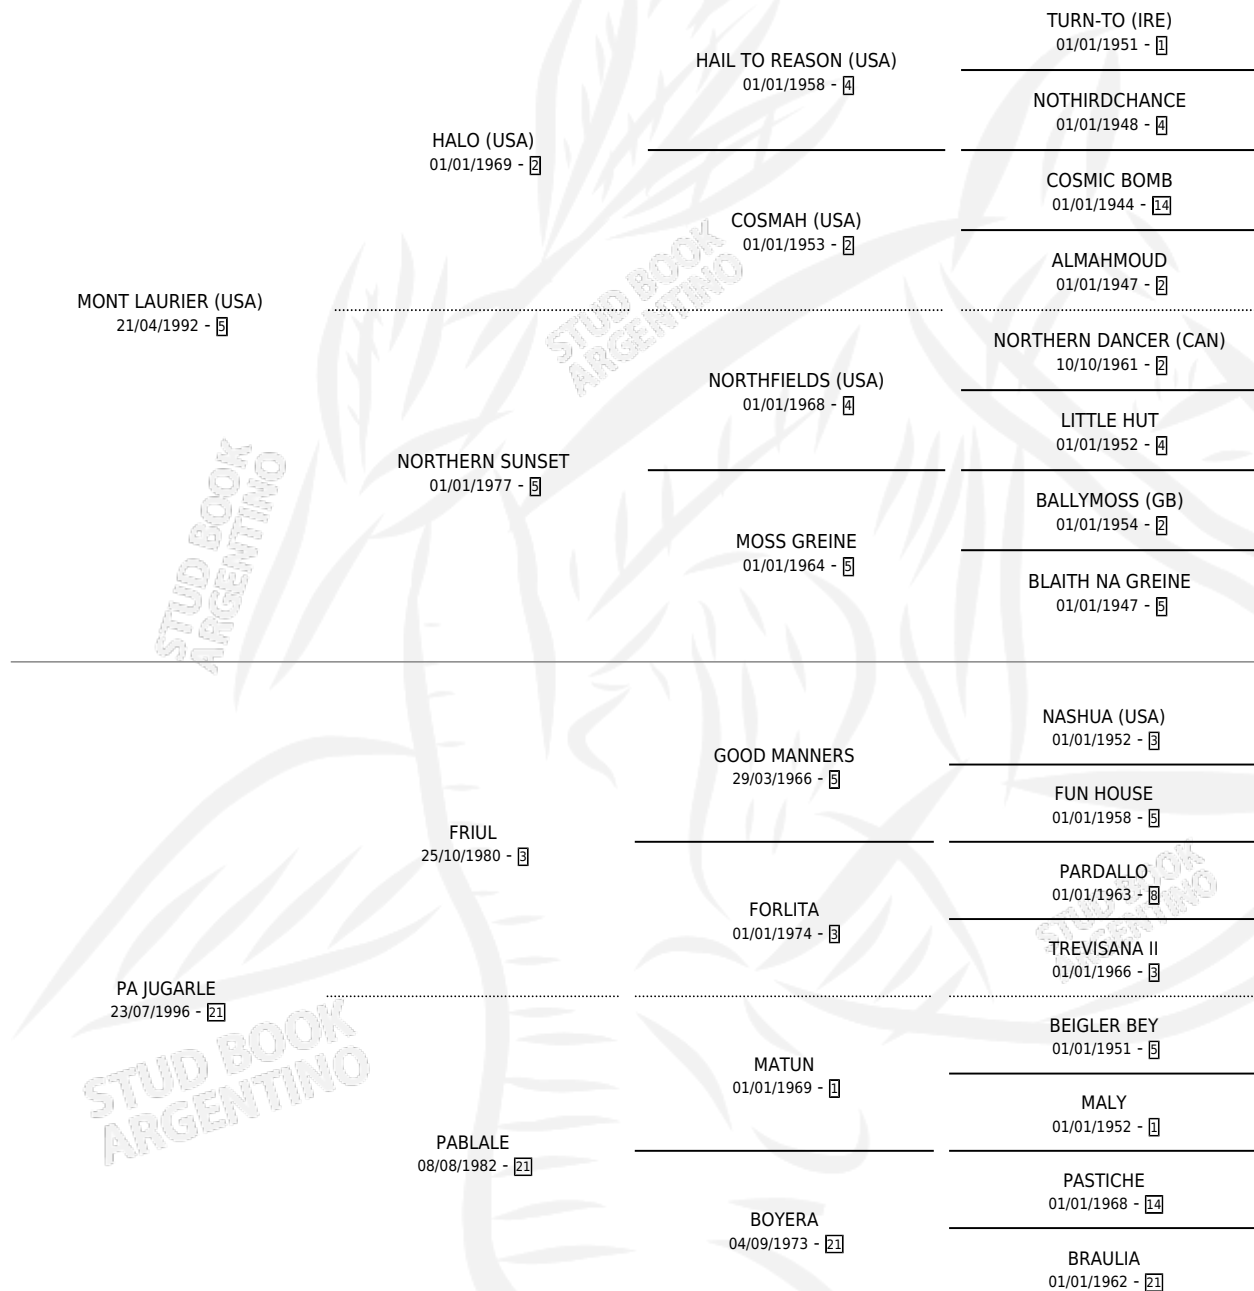 TURN-TO (IRE)
01/01/1951 - 1
HAIL TO REASON (USA)
01/01/1958 - 4
NOTHIRDCHANCE
01/01/1948 - 4
HALO (USA)
01/01/1969 - 2
COSMIC BOMB
01/01/1944 - 14
COSMAH (USA)
01/01/1953 - 2
ALMAHMOUD
01/01/1947 - 2
MONT LAURIER (USA)
21/04/1992 - 5
NORTHERN DANCER (CAN)
10/10/1961 - 2
NORTHFIELDS (USA)
01/01/1968 - 4
LITTLE HUT
01/01/1952 - 4
NORTHERN SUNSET
01/01/1977 - 5
BALLYMOSS (GB)
01/01/1954 - 2
MOSS GREINE
01/01/1964 - 5
BLAITH NA GREINE
01/01/1947 - 5
NASHUA (USA)
01/01/1952 - 3
GOOD MANNERS
29/03/1966 - 5
FUN HOUSE
01/01/1958 - 5
FRIUL
25/10/1980 - 3
PARDALLO
01/01/1963 - 8
FORLITA
01/01/1974 - 3
TREVISANA II
01/01/1966 - 3
PA JUGARLE
23/07/1996 - 21
BEIGLER BEY
01/01/1951 - 5
MATUN
01/01/1969 - 1
MALY
01/01/1952 - 1
PABLALE
08/08/1982 - 21
PASTICHE
01/01/1968 - 14
BOYERA
04/09/1973 - 21
BRAULIA
01/01/1962 - 21
STUD BOOK
ARGENTINO
STUD BOOK
ARGENTINO
STUD BOOK
ARGENTINO
STUD BOOK
ARGENTINO